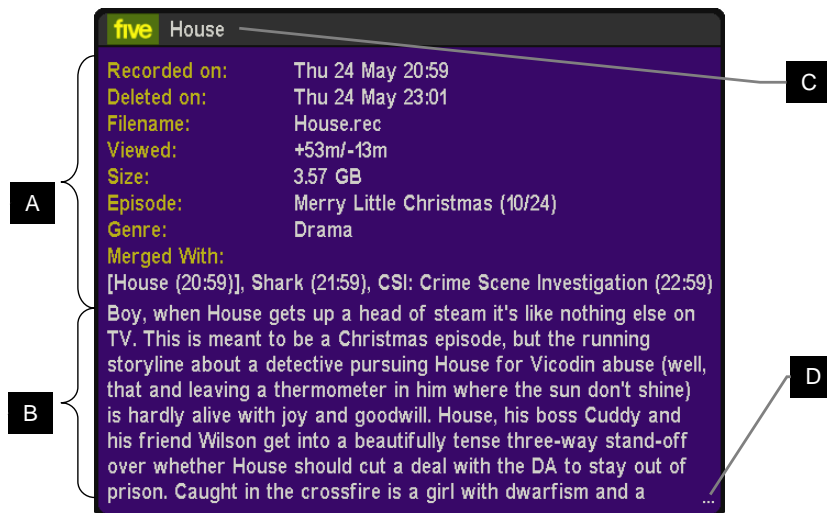 five House
Recorded on: Thu 24 May 20:59
Deleted on: Thu 24 May 23:01
Filename: House.rec
Viewed: +53m/-13m
Size: 3.57 GB
Episode: Merry Little Christmas (10/24)
Genre: Drama
Merged With:
[House (20:59)], Shark (21:59), CSI: Crime Scene Investigation (22:59)
Boy, when House gets up a head of steam it's like nothing else on
TV. This is meant to be a Christmas episode, but the running
storyline about a detective pursuing House for Vicodin abuse (well,
that and leaving a thermometer in him where the sun don't shine)
is hardly alive with joy and goodwill. House, his boss Cuddy and
his friend Wilson get into a beautifully tense three-way stand-off
over whether House should cut a deal with the DA to stay out of
prison. Caught in the crossfire is a girl with dwarfism and a ...
A
B
C
D